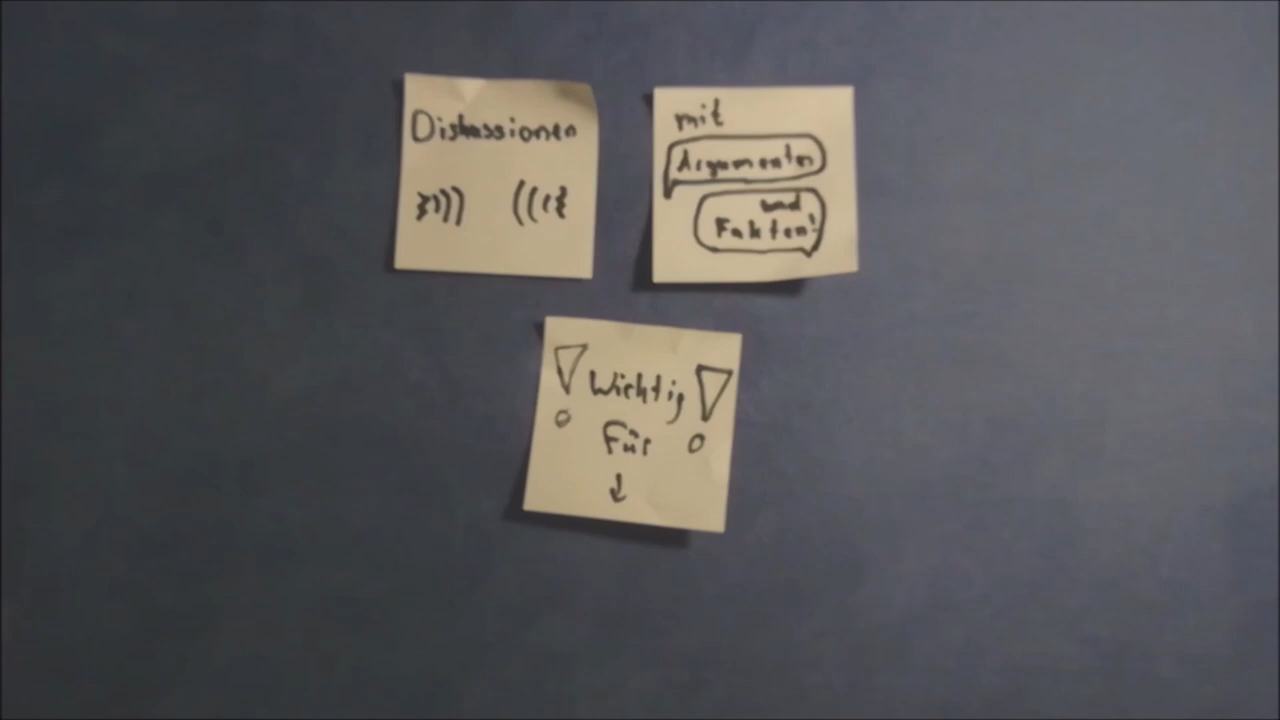 Diskussionen
mit
Argumenten
und
Fakten!
Wichtig
Für